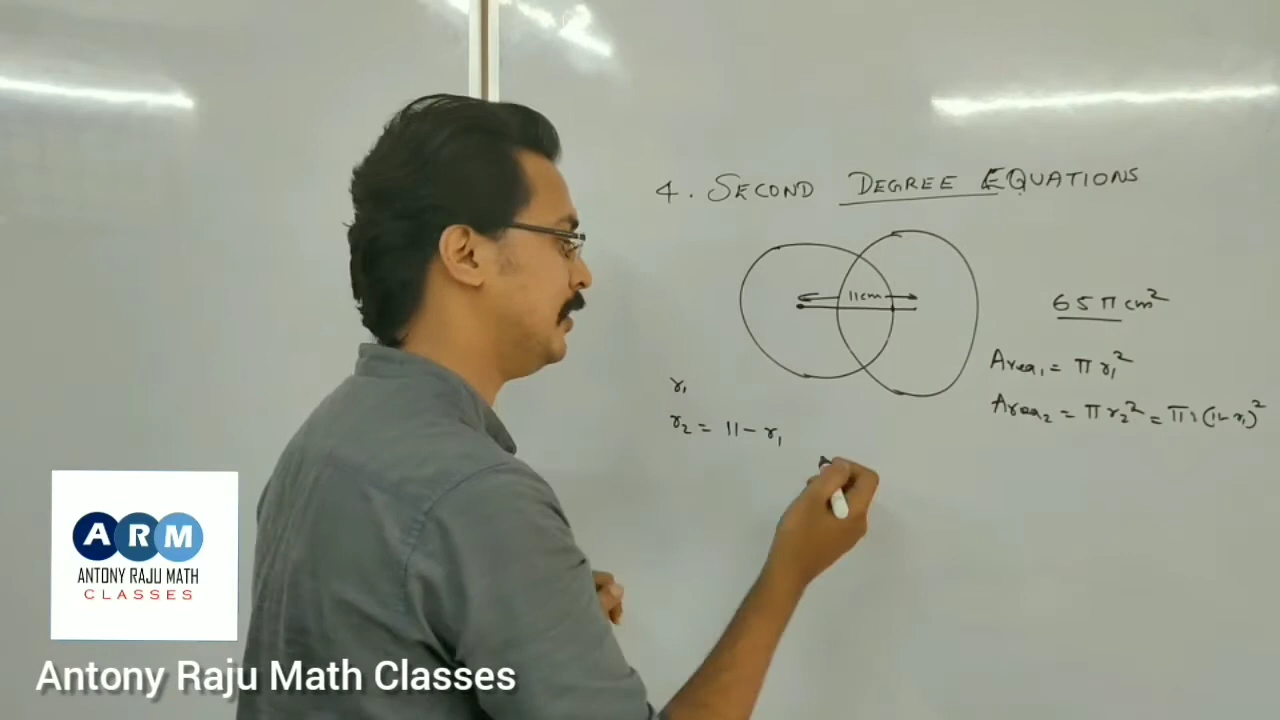 4. SECOND DEGREE EQUATIONS
11cm
65 π cm²
Area₁ = π r₁²
Area₂ = π r₂² = π (11-r₁)²
r₁
r₂ = 11 - r₁
ARM
ANTONY RAJU MATH
CLASSES
Antony Raju Math Classes